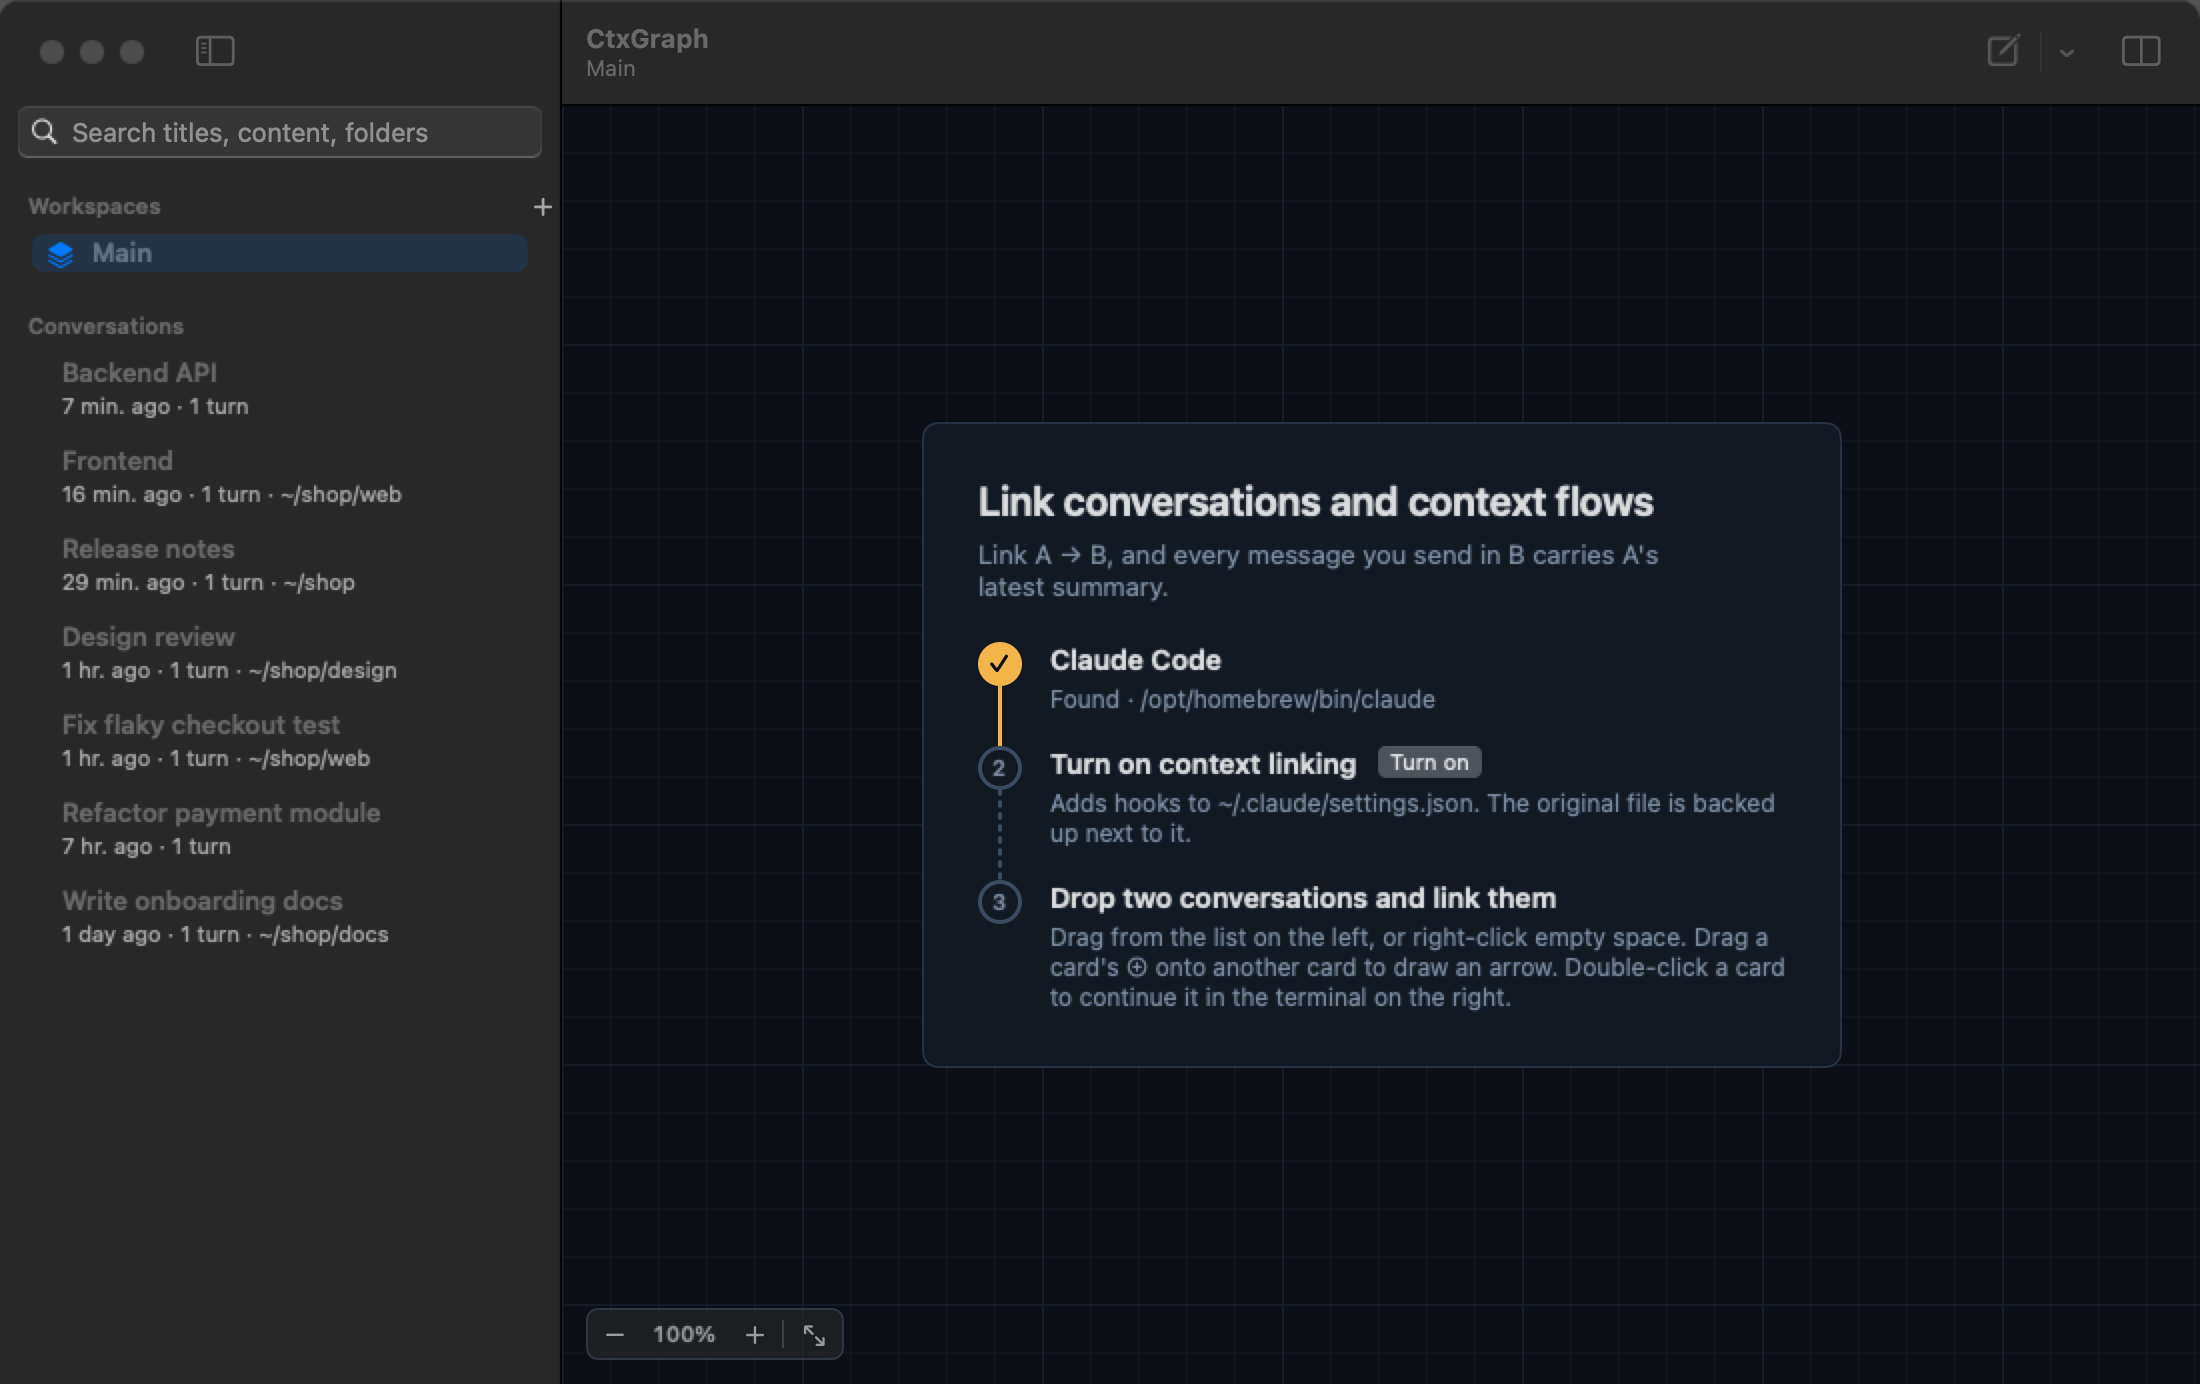 CtxGraph
Main
Search titles, content, folders
Workspaces
Main
Conversations
Backend API
7 min. ago · 1 turn
Frontend
16 min. ago · 1 turn · ~/shop/web
Release notes
29 min. ago · 1 turn · ~/shop
Design review
1 hr. ago · 1 turn · ~/shop/design
Fix flaky checkout test
1 hr. ago · 1 turn · ~/shop/web
Refactor payment module
7 hr. ago · 1 turn
Write onboarding docs
1 day ago · 1 turn · ~/shop/docs
Link conversations and context flows
Link A → B, and every message you send in B carries A's
latest summary.
Claude Code
Found · /opt/homebrew/bin/claude
2
Turn on context linking
Turn on
Adds hooks to ~/.claude/settings.json. The original file is backed
up next to it.
3
Drop two conversations and link them
Drag from the list on the left, or right-click empty space. Drag a
card's ⊕ onto another card to draw an arrow. Double-click a card
to continue it in the terminal on the right.
100%